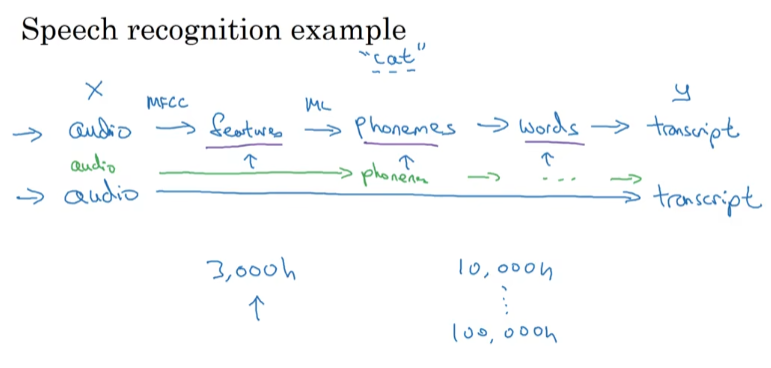 Speech recognition example
"cat"
x MFCC ML y
→ audio → features → phonemes → words → transcript
audio → phonemes → ... →
→ audio → transcript
3,000h 10,000h
100,000h